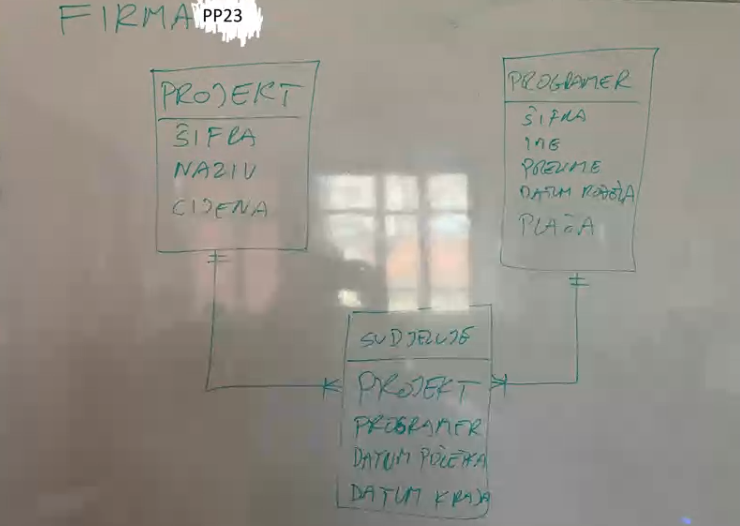 FIRMA PP23
PROJEKT
ŠIFRA
NAZIV
CIJENA
PROGRAMER
ŠIFRA
IME
PREZIME
DATUM ROĐENJA
PLAĆA
SUDJELUJE
PROJEKT
PROGRAMER
DATUM POČETKA
DATUM KRAJA